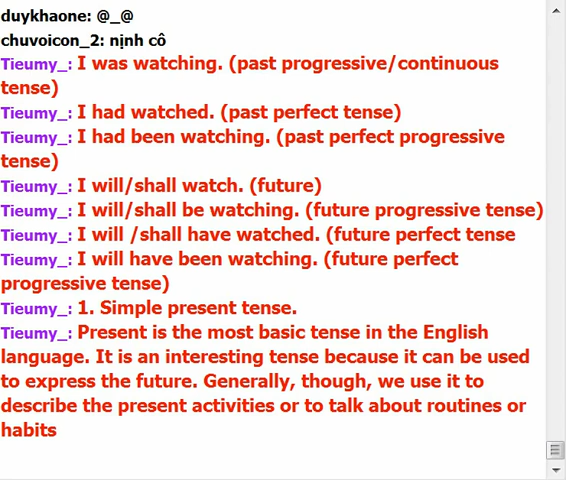 duykhaone: @_@
chuvoicon_2: nịnh cô
Tieumy_: I was watching. (past progressive/continuous
tense)
Tieumy_: I had watched. (past perfect tense)
Tieumy_: I had been watching. (past perfect progressive
tense)
Tieumy_: I will/shall watch. (future)
Tieumy_: I will/shall be watching. (future progressive tense)
Tieumy_: I will /shall have watched. (future perfect tense
Tieumy_: I will have been watching. (future perfect
progressive tense)
Tieumy_: 1. Simple present tense.
Tieumy_: Present is the most basic tense in the English
language. It is an interesting tense because it can be used
to express the future. Generally, though, we use it to
describe the present activities or to talk about routines or
habits